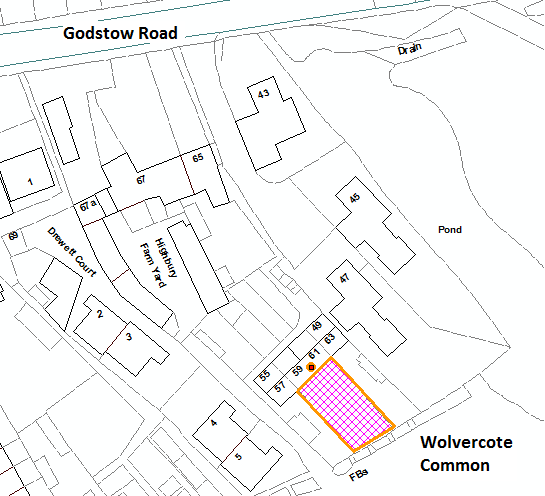 Godstow Road
Drain
43
65
67
1
67a
45
69
Drewett Court
Highbury
Farm Yard
Pond
47
2
3
49
63
61
59
55
57
4
5
Wolvercote
Common
FBs